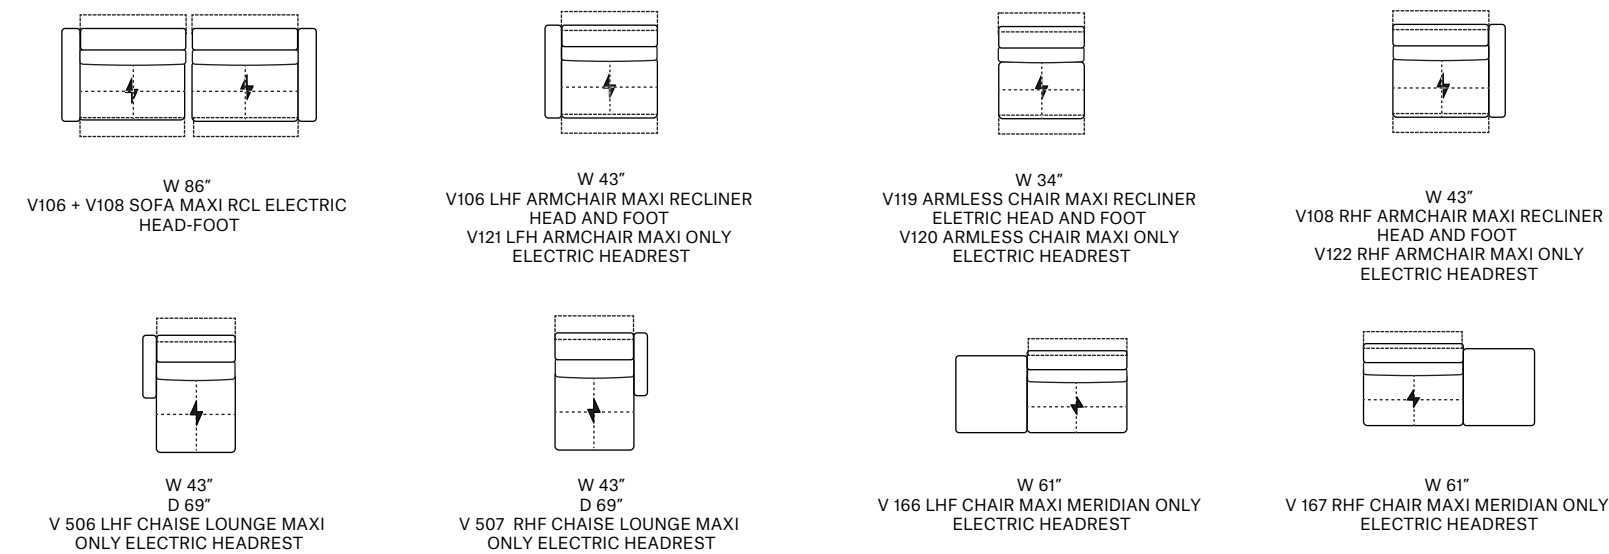 W 86”
V106 + V108 SOFA MAXI RCL ELECTRIC
HEAD-FOOT
W 43”
V106 LHF ARMCHAIR MAXI RECLINER
HEAD AND FOOT
V121 LFH ARMCHAIR MAXI ONLY
ELECTRIC HEADREST
W 34”
V119 ARMLESS CHAIR MAXI RECLINER
ELETRIC HEAD AND FOOT
V120 ARMLESS CHAIR MAXI ONLY
ELECTRIC HEADREST
W 43”
V108 RHF ARMCHAIR MAXI RECLINER
HEAD AND FOOT
V122 RHF ARMCHAIR MAXI ONLY
ELECTRIC HEADREST
W 43”
D 69”
V 506 LHF CHAISE LOUNGE MAXI
ONLY ELECTRIC HEADREST
W 43”
D 69”
V 507 RHF CHAISE LOUNGE MAXI
ONLY ELECTRIC HEADREST
W 61”
V 166 LHF CHAIR MAXI MERIDIAN ONLY
ELECTRIC HEADREST
W 61”
V 167 RHF CHAIR MAXI MERIDIAN ONLY
ELECTRIC HEADREST